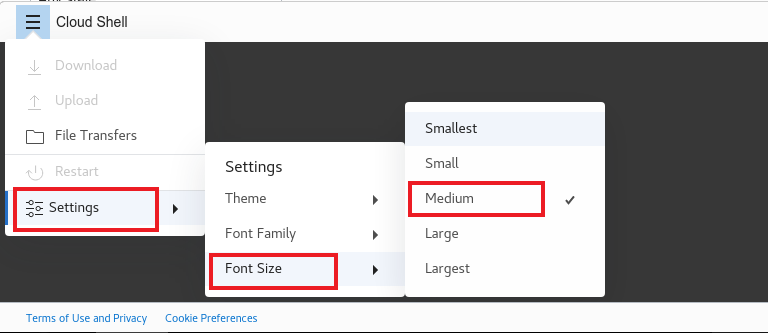 Cloud Shell
Download
Upload
File Transfers
Restart
Settings
Settings
Theme
Font Family
Font Size
Smallest
Small
Medium
Large
Largest
Terms of Use and Privacy
Cookie Preferences